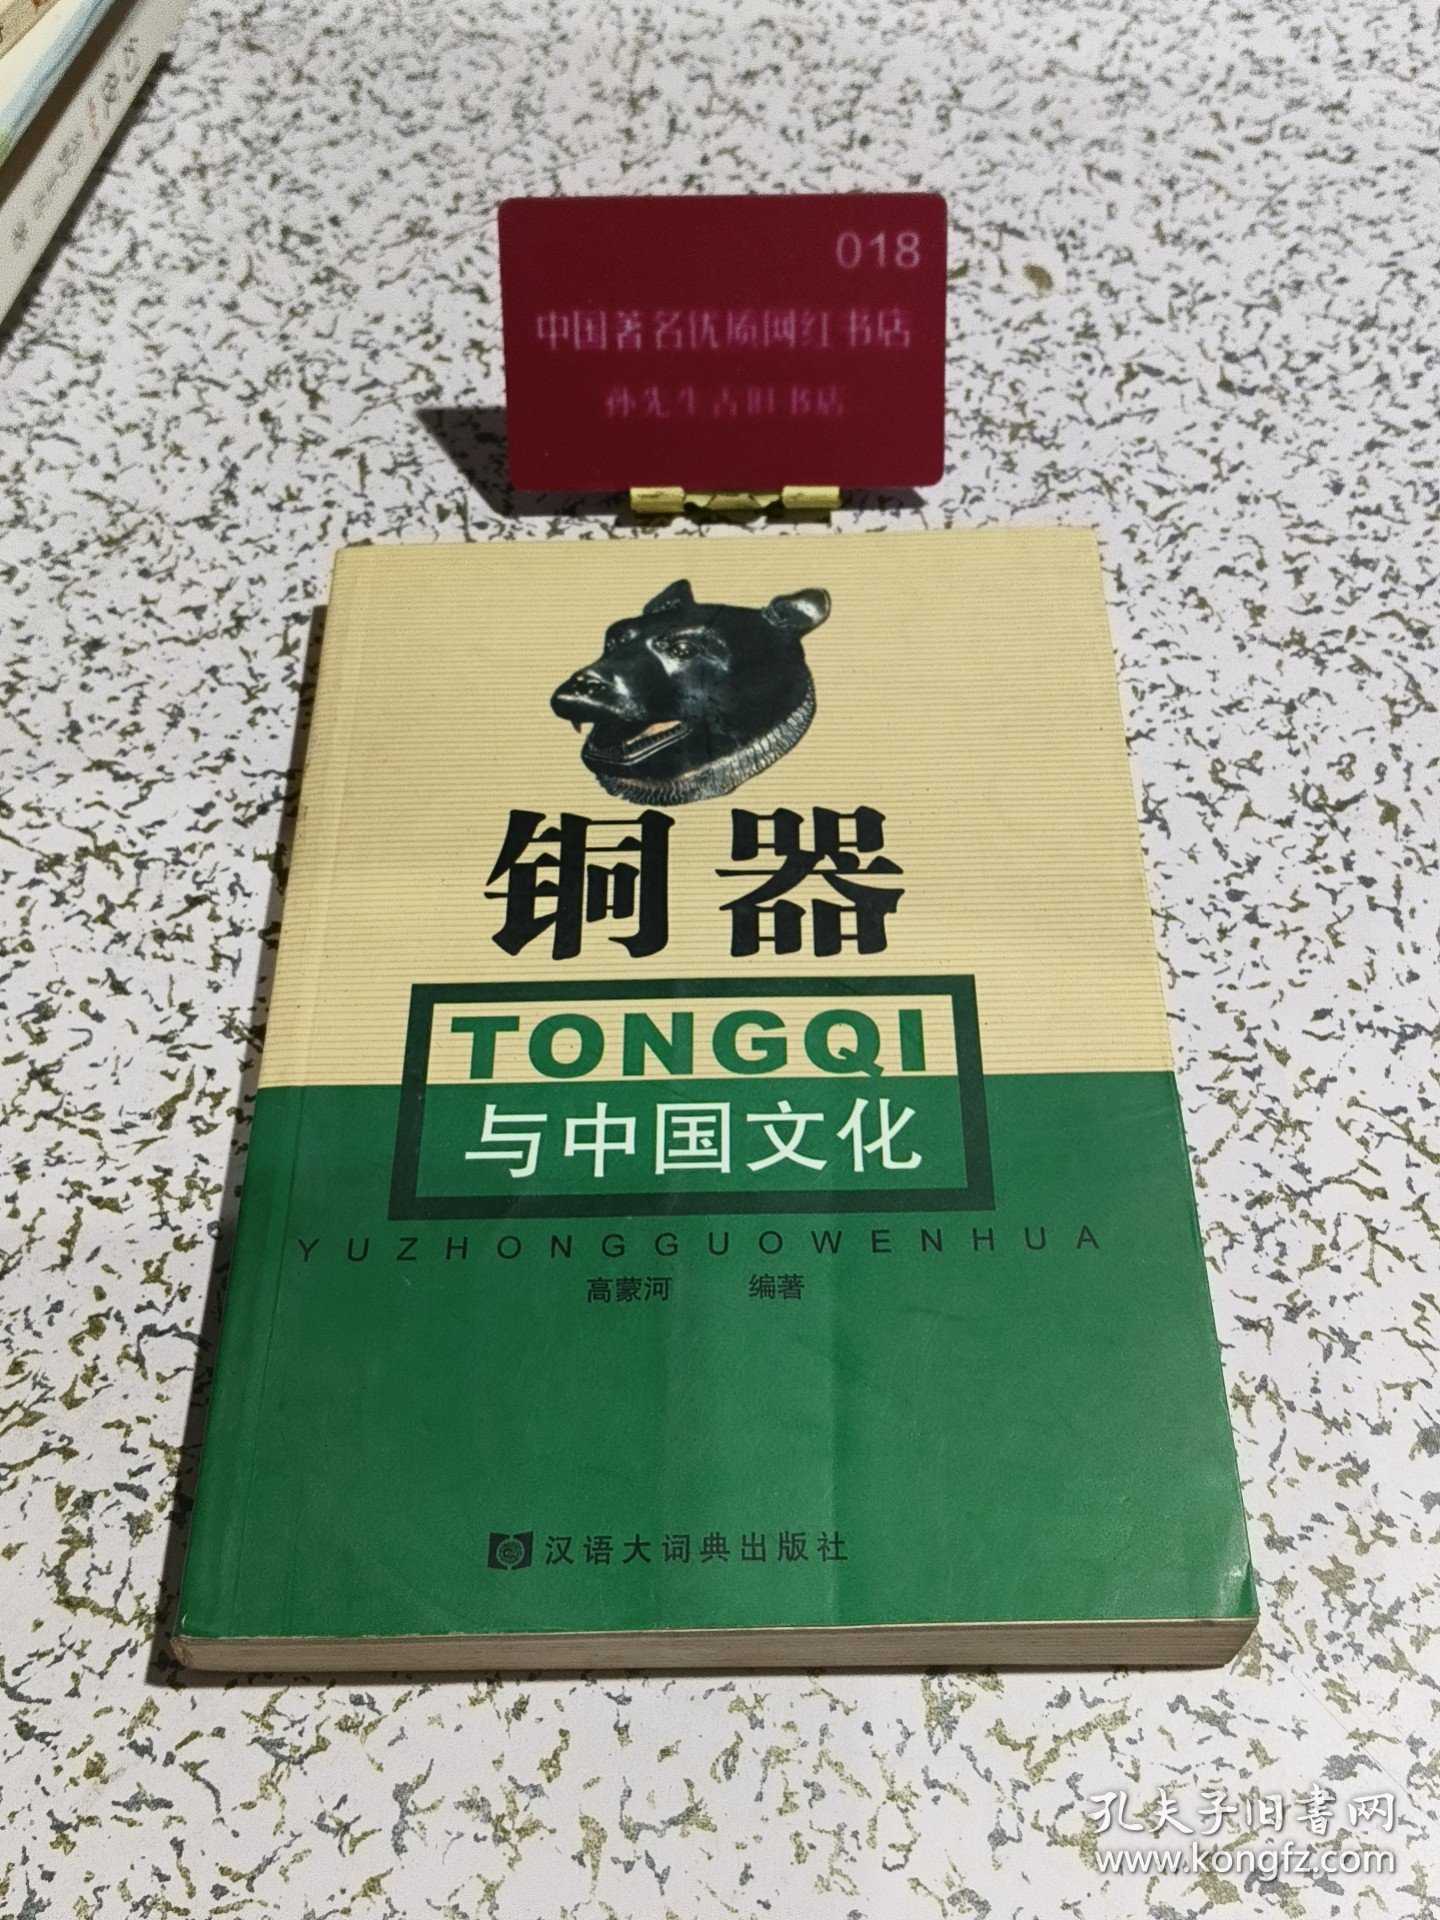 018
中国著名优质网红书店
孙先生古旧书店
铜器
TONGQI
与中国文化
YUZHONGGUOWENHUA
高蒙河 编著
汉语大词典出版社
孔夫子旧書网
www.kongfz.com